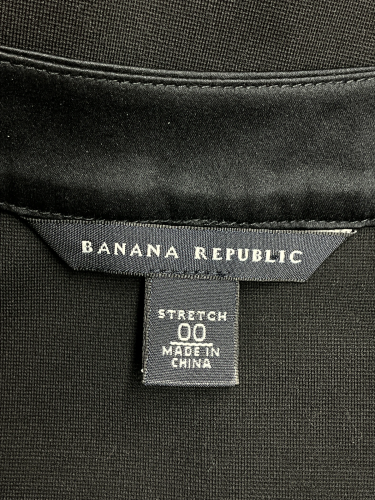 BANANA REPUBLIC
STRETCH
00
MADE IN
CHINA